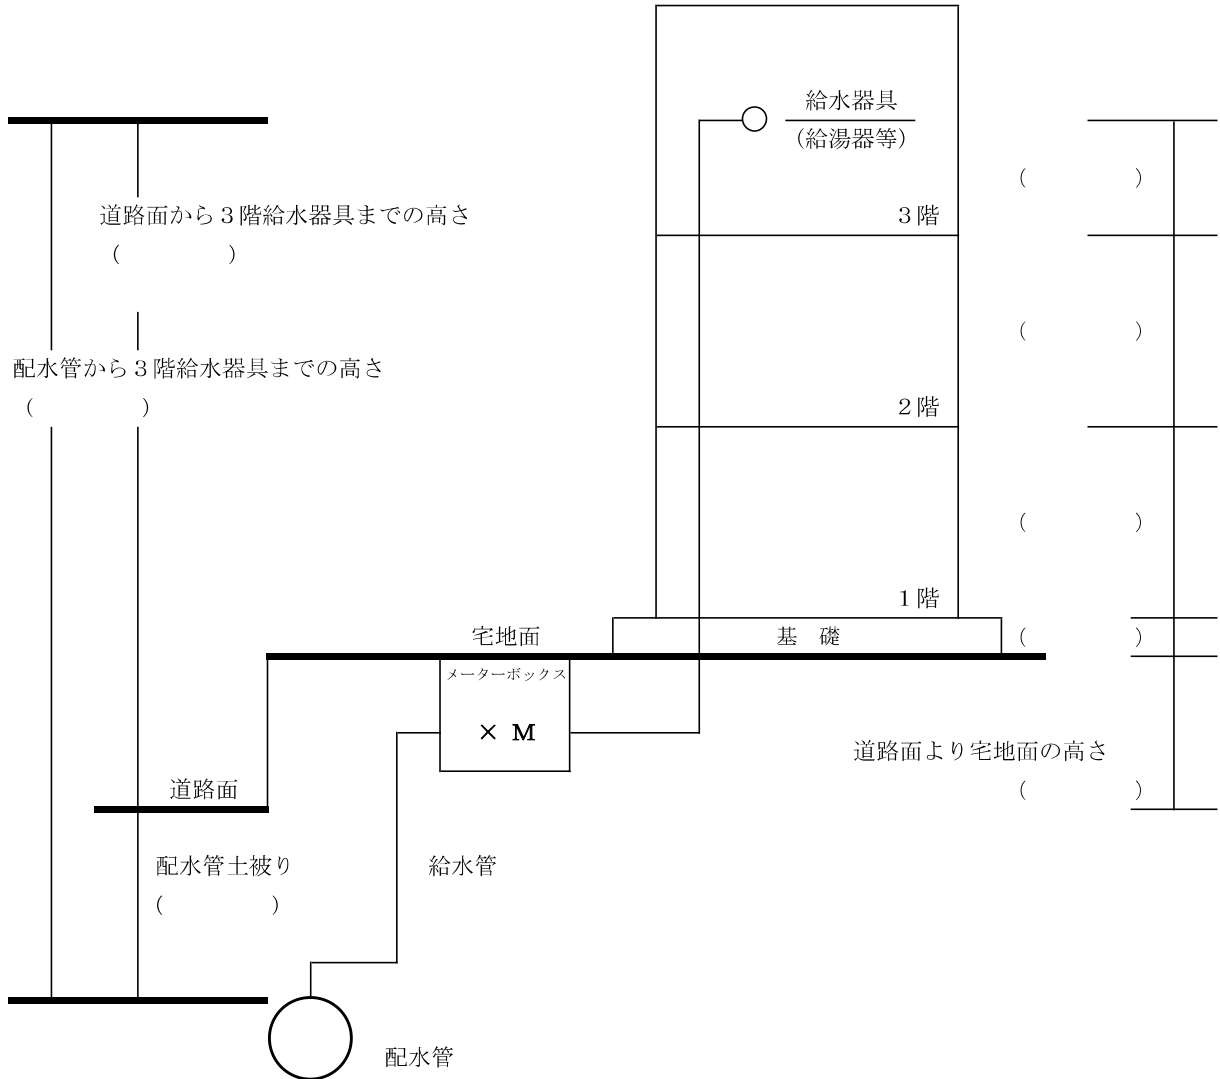 給水器具
(給湯器等)
(　　　　)
道路面から３階給水器具までの高さ
３階
(　　　　)
(　　　　)
配水管から３階給水器具までの高さ
(　　　　)
２階
(　　　　)
１階
宅地面
基　礎
(　　　　)
メーターボックス
× M
道路面より宅地面の高さ
道路面
(　　　　)
配水管土被り
給水管
(　　　　)
配水管